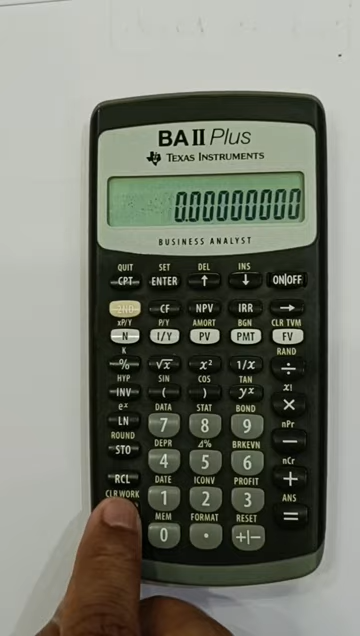 BA II Plus
TEXAS INSTRUMENTS
0.00000000
BUSINESS ANALYST
QUIT SET DEL INS
CPT ENTER ↑ ↓ ON|OFF
2ND CF NPV IRR →
xP/Y P/Y AMORT BGN CLR TVM
N I/Y PV PMT FV
K RAND
% √x x² 1/x ÷
HYP SIN COS TAN x!
INV ( ) yˣ ×
eˣ DATA STAT BOND nPr
LN 7 8 9 −
ROUND DEPR Δ% BRKEVN nCr
STO 4 5 6 +
DATE ICONV PROFIT ANS
RCL 1 2 3 =
CLR WORK MEM FORMAT RESET
0 . +|−